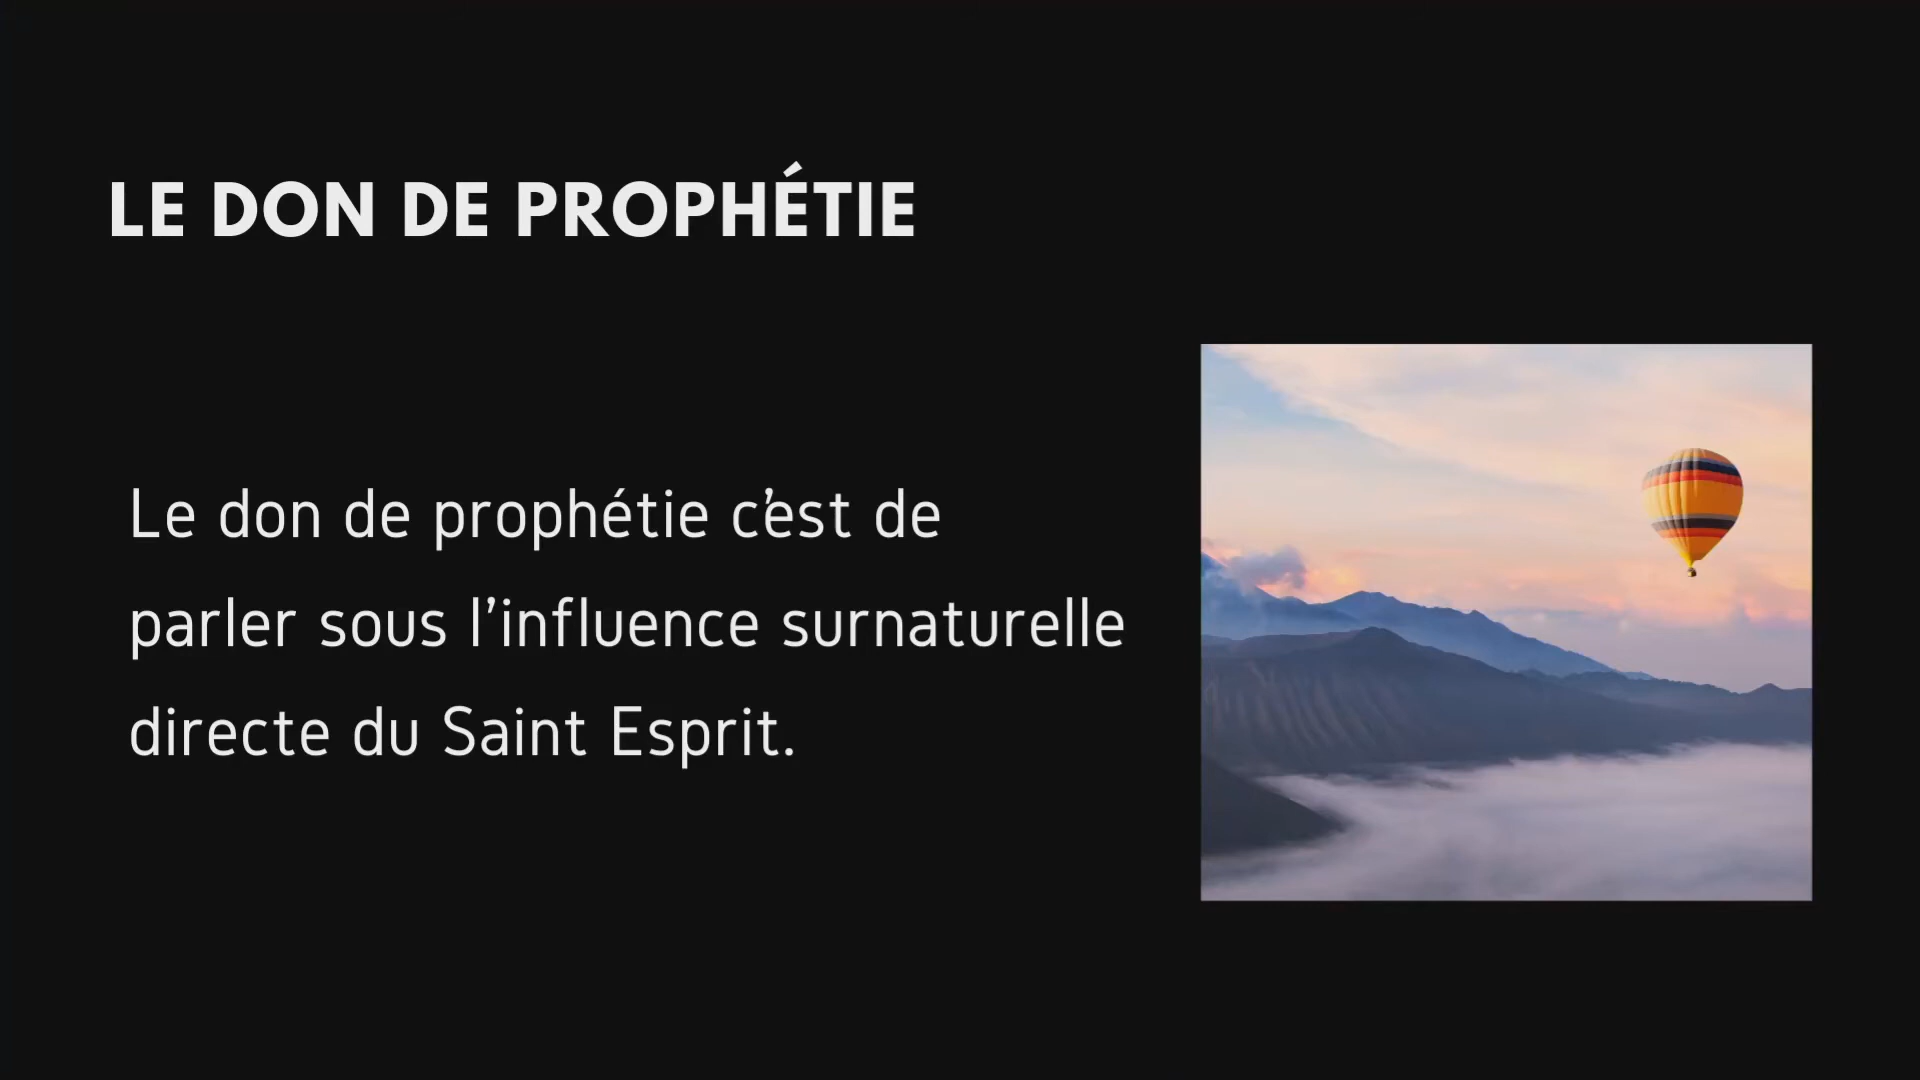 LE DON DE PROPHÉTIE
Le don de prophétie c'est de
parler sous l'influence surnaturelle
directe du Saint Esprit.